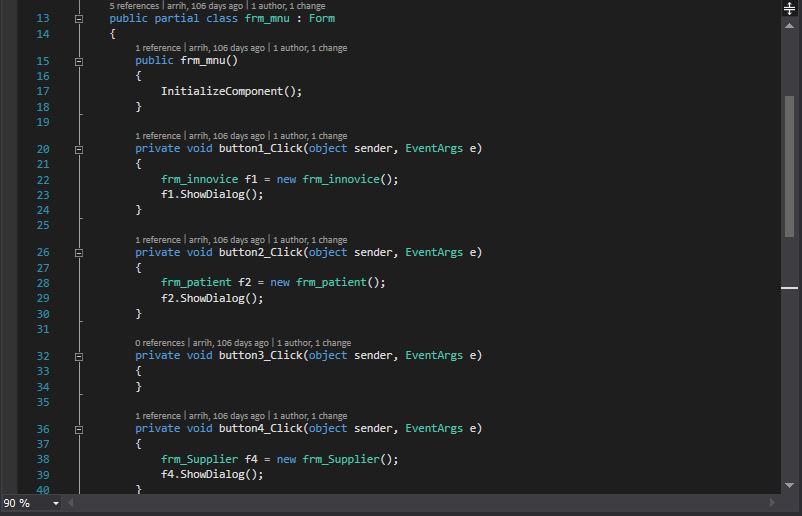 5 references | arrih, 106 days ago | 1 author, 1 change
13 public partial class frm_mnu : Form
14 {
1 reference | arrih, 106 days ago | 1 author, 1 change
15 public frm_mnu()
16 {
17 InitializeComponent();
18 }
19
1 reference | arrih, 106 days ago | 1 author, 1 change
20 private void button1_Click(object sender, EventArgs e)
21 {
22 frm_innovice f1 = new frm_innovice();
23 f1.ShowDialog();
24 }
25
1 reference | arrih, 106 days ago | 1 author, 1 change
26 private void button2_Click(object sender, EventArgs e)
27 {
28 frm_patient f2 = new frm_patient();
29 f2.ShowDialog();
30 }
31
0 references | arrih, 106 days ago | 1 author, 1 change
32 private void button3_Click(object sender, EventArgs e)
33 {
34 }
35
1 reference | arrih, 106 days ago | 1 author, 1 change
36 private void button4_Click(object sender, EventArgs e)
37 {
38 frm_Supplier f4 = new frm_Supplier();
39 f4.ShowDialog();
40 }
90 %